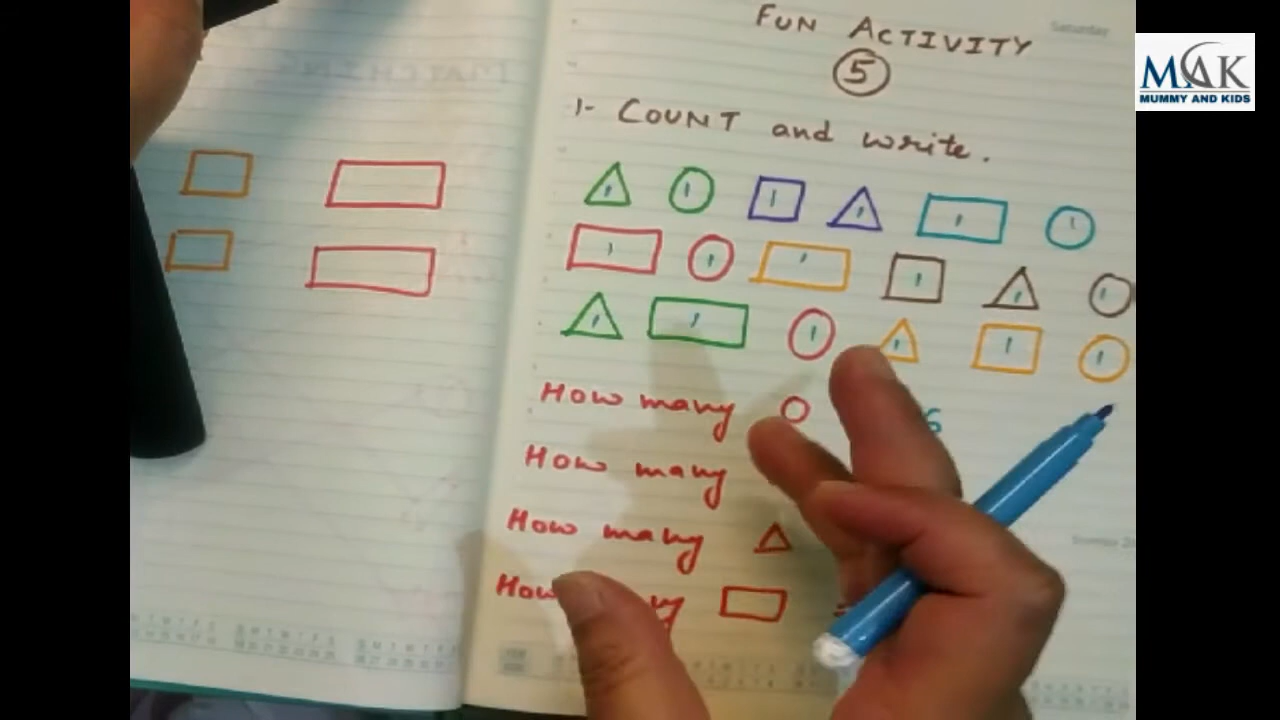 FUN ACTIVITY
5
Saturday
MAK
MUMMY AND KIDS
1- COUNT and write.
How many 6
How many
How many
How